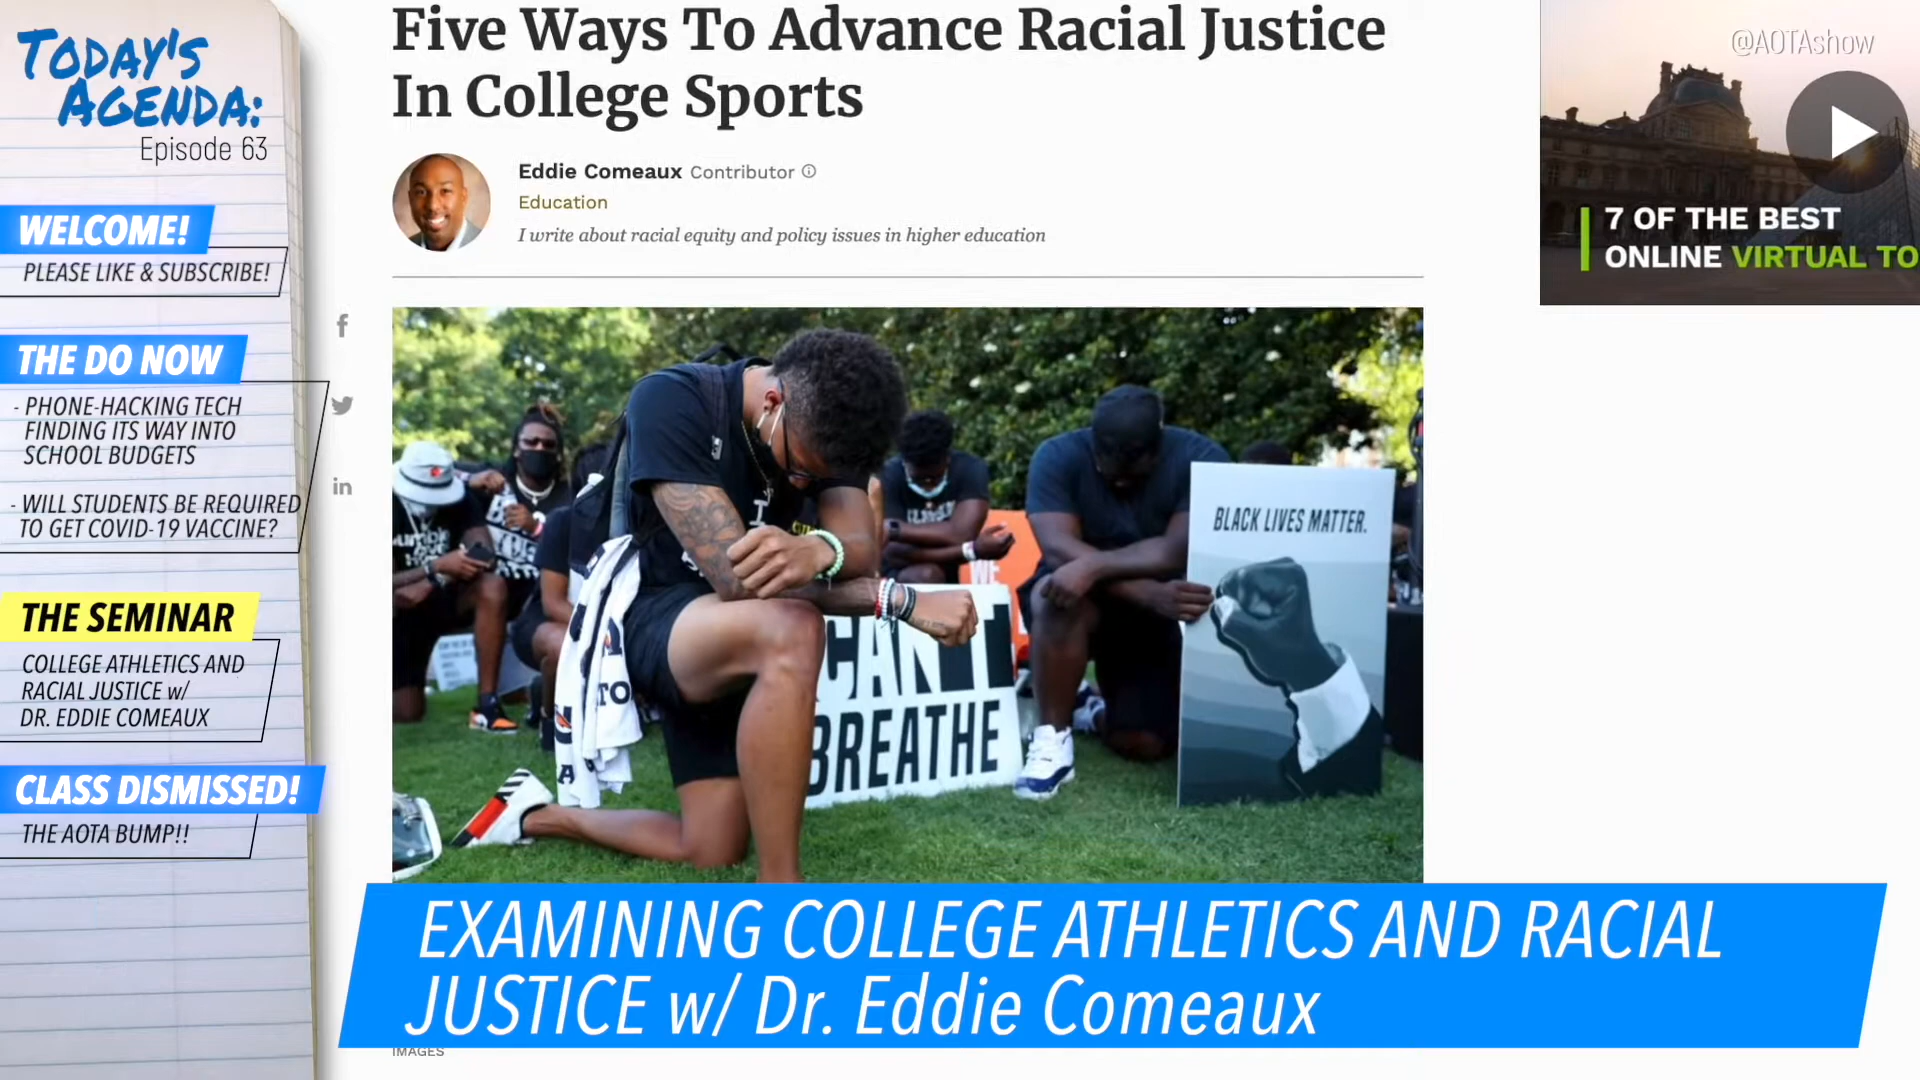 TODAY'S
AGENDA:
Episode 63
WELCOME!
PLEASE LIKE & SUBSCRIBE!
THE DO NOW
- PHONE-HACKING TECH
FINDING ITS WAY INTO
SCHOOL BUDGETS
- WILL STUDENTS BE REQUIRED
TO GET COVID-19 VACCINE?
THE SEMINAR
COLLEGE ATHLETICS AND
RACIAL JUSTICE w/
DR. EDDIE COMEAUX
CLASS DISMISSED!
THE AOTA BUMP!!
Five Ways To Advance Racial Justice
In College Sports
Eddie Comeaux Contributor
Education
I write about racial equity and policy issues in higher education
f
in
BLACK LIVES MATTER.
CAN'T
BREATHE
TO
A
@AOTAshow
7 OF THE BEST
ONLINE VIRTUAL TO
EXAMINING COLLEGE ATHLETICS AND RACIAL
JUSTICE w/ Dr. Eddie Comeaux
IMAGES